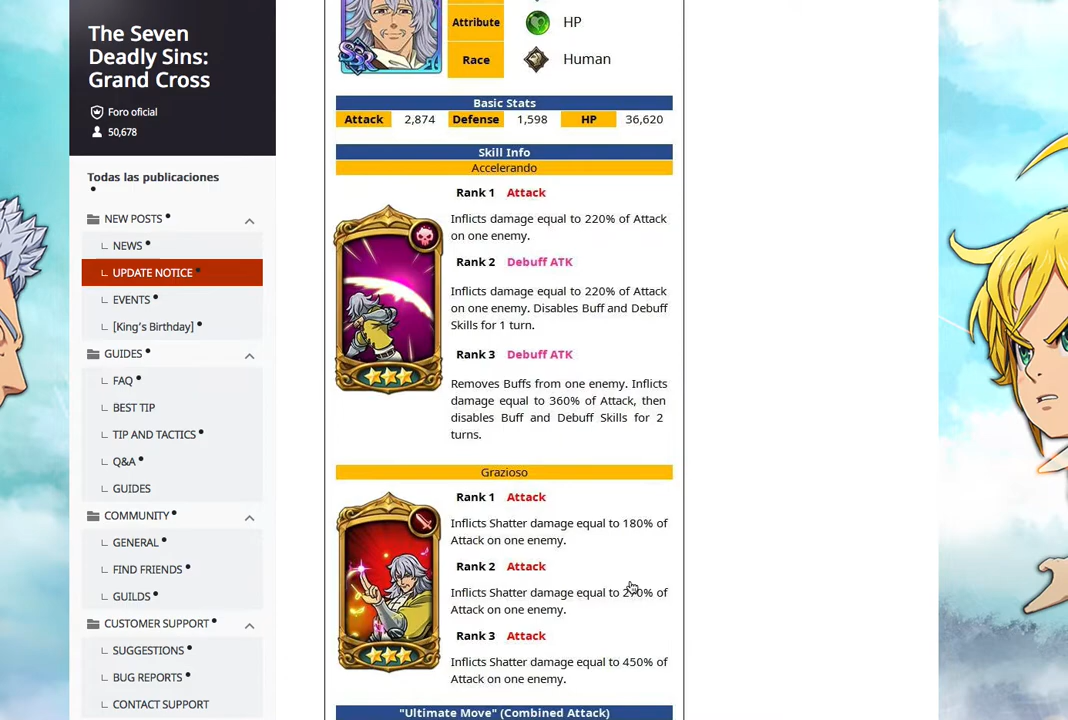 The Seven
Deadly Sins:
Grand Cross
Foro oficial
50,678
Todas las publicaciones
NEW POSTS
NEWS
UPDATE NOTICE
EVENTS
[King's Birthday]
GUIDES
FAQ
BEST TIP
TIP AND TACTICS
Q&A
GUIDES
COMMUNITY
GENERAL
FIND FRIENDS
GUILDS
CUSTOMER SUPPORT
SUGGESTIONS
BUG REPORTS
CONTACT SUPPORT
SSR
Attribute HP
Race Human
Basic Stats
Attack 2,874 Defense 1,598 HP 36,620
Skill Info
Accelerando
Rank 1 Attack
Inflicts damage equal to 220% of Attack
on one enemy.
Rank 2 Debuff ATK
Inflicts damage equal to 220% of Attack
on one enemy. Disables Buff and Debuff
Skills for 1 turn.
Rank 3 Debuff ATK
Removes Buffs from one enemy. Inflicts
damage equal to 360% of Attack, then
disables Buff and Debuff Skills for 2
turns.
Grazioso
Rank 1 Attack
Inflicts Shatter damage equal to 180% of
Attack on one enemy.
Rank 2 Attack
Inflicts Shatter damage equal to of
Attack on one enemy.
Rank 3 Attack
Inflicts Shatter damage equal to 450% of
Attack on one enemy.
"Ultimate Move" (Combined Attack)